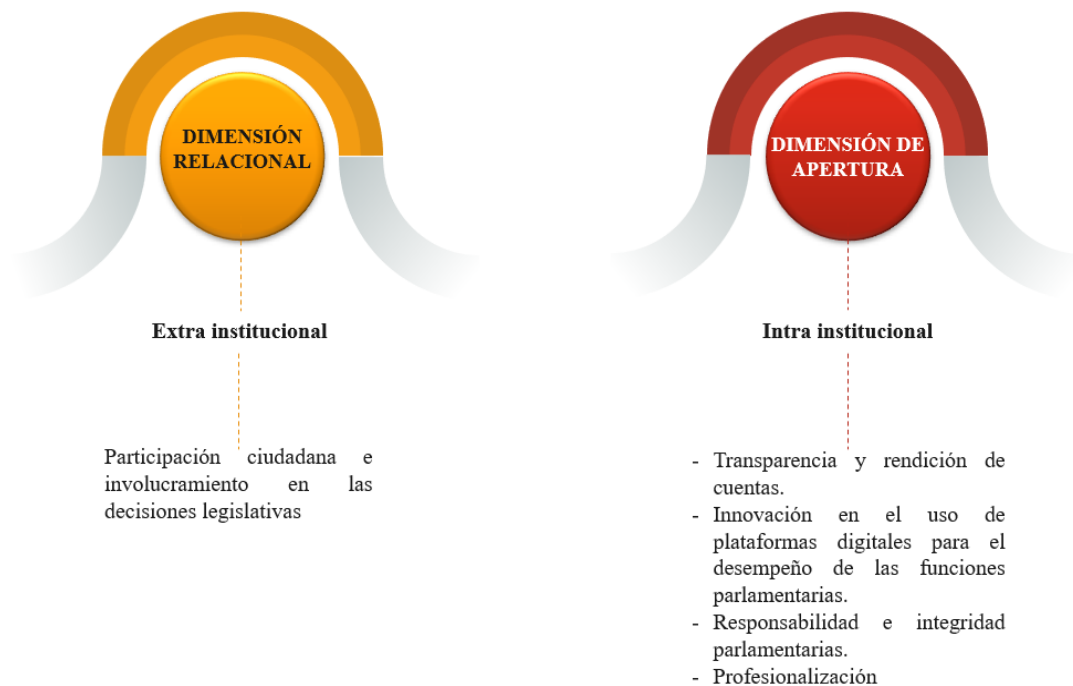 DIMENSIÓN
RELACIONAL
Extra institucional
Participación ciudadana e
involucramiento en las
decisiones legislativas
DIMENSIÓN DE
APERTURA
Intra institucional
- Transparencia y rendición de
cuentas.
- Innovación en el uso de
plataformas digitales para el
desempeño de las funciones
parlamentarias.
- Responsabilidad e integridad
parlamentarias.
- Profesionalización